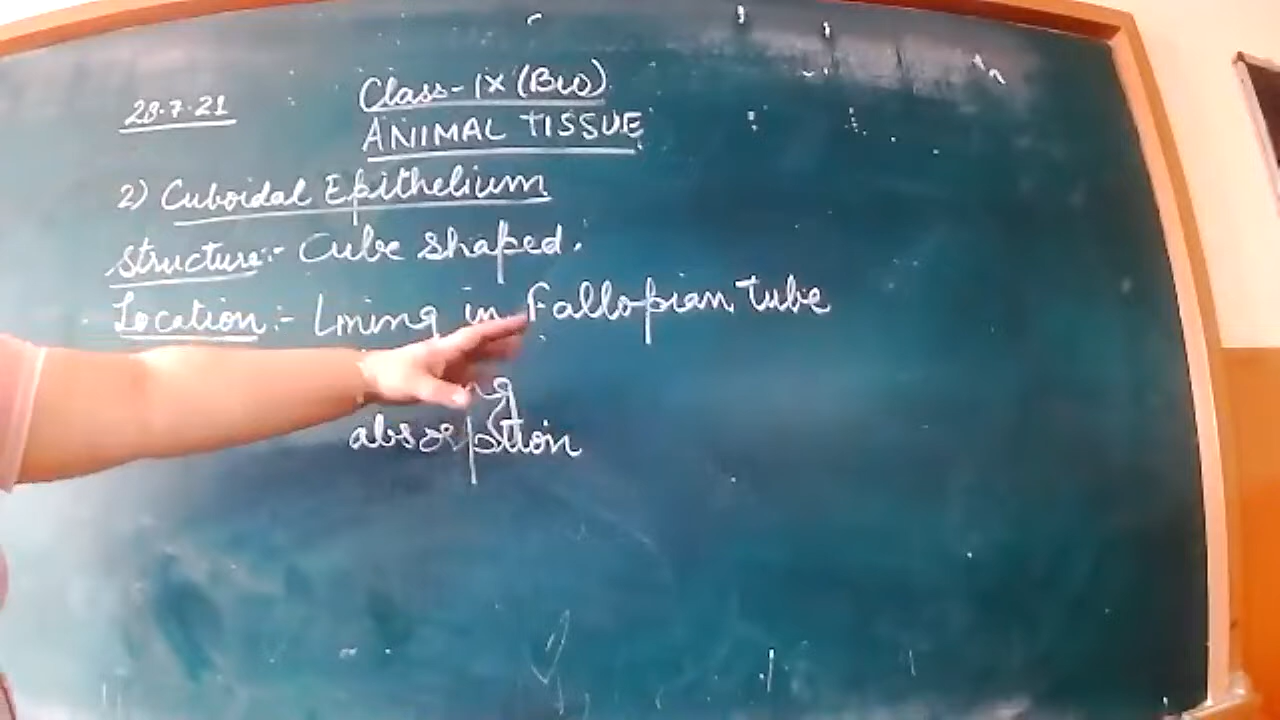 28.7.21
Class-IX (Bio)
ANIMAL TISSUE
2) Cuboidal Epithelium
Structure:- Cube shaped.
Location:- Lining in Fallopian Tube
absorption